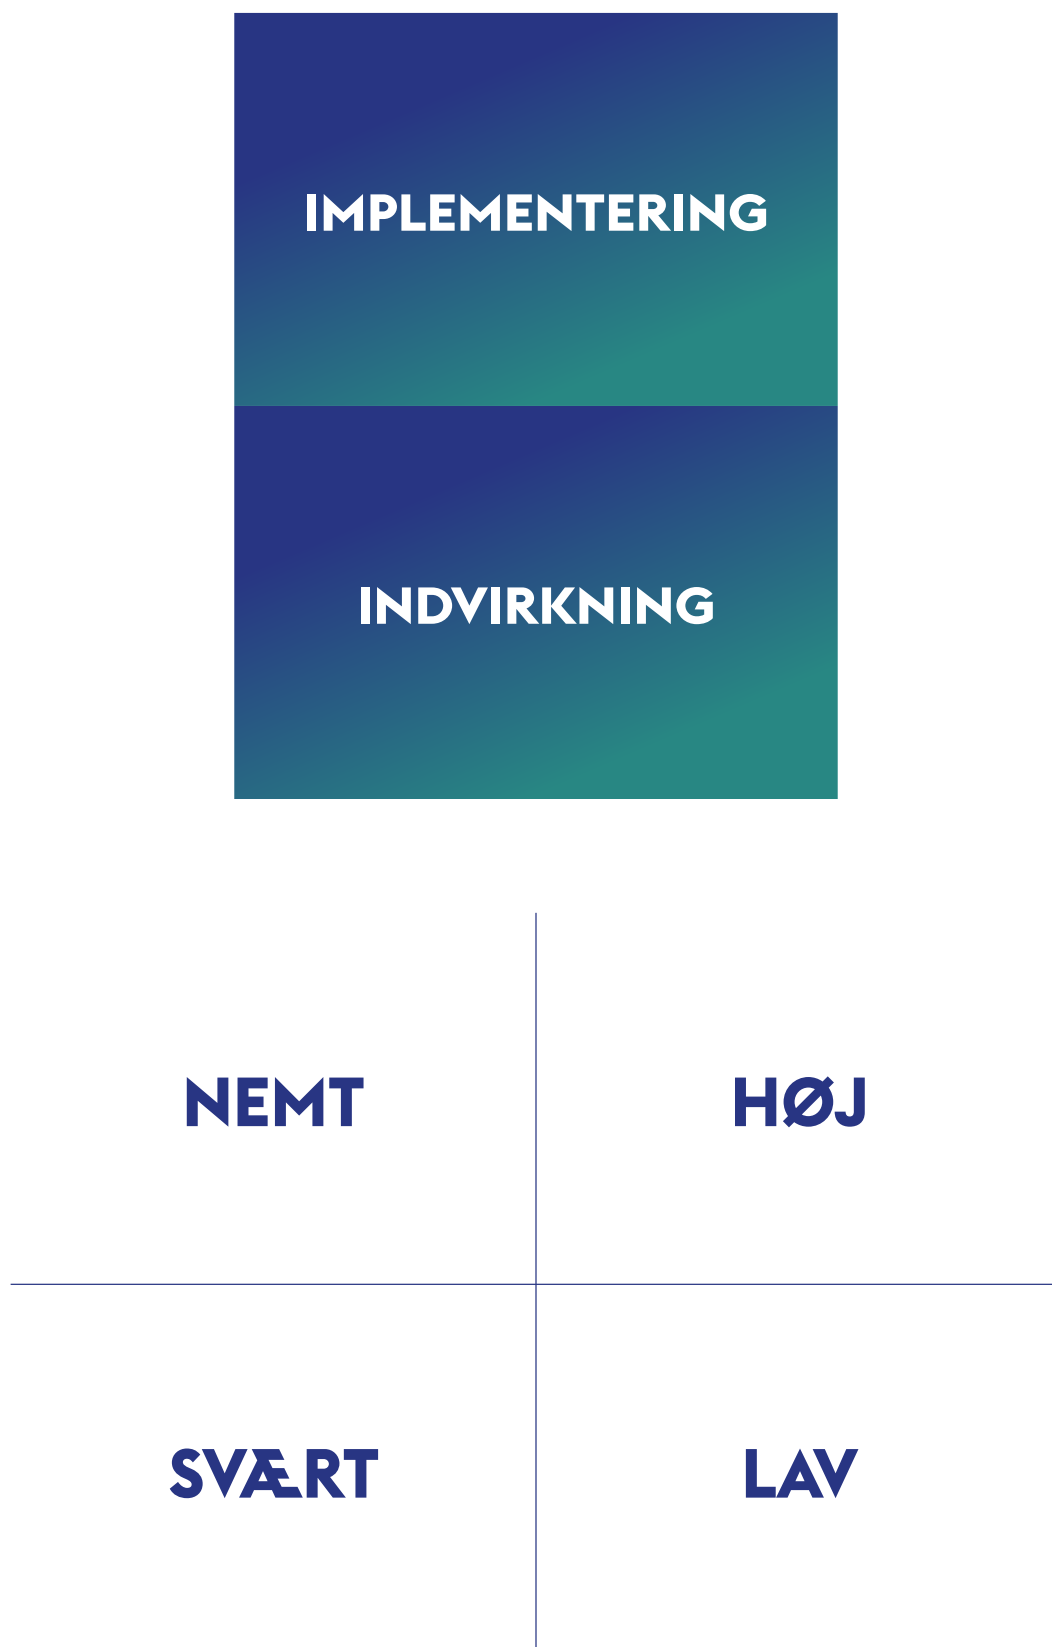 IMPLEMENTERING
INDVIRKNING
NEMT
HØJ
SVÆRT
LAV